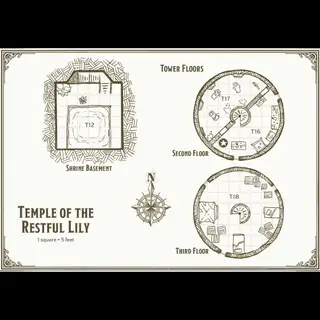 TOWER FLOORS
T17
T12
T16
SHRINE BASEMENT
SECOND FLOOR
N
T18
TEMPLE OF THE
RESTFUL LILY
1 square = 5 feet
THIRD FLOOR